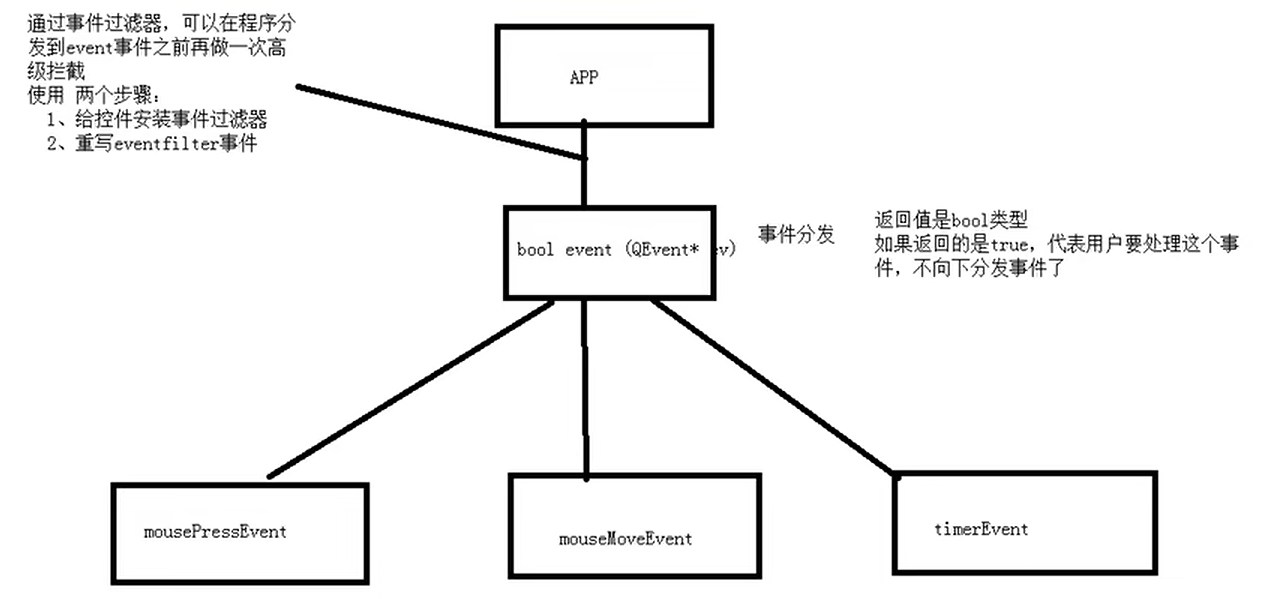 通过事件过滤器，可以在程序分
发到event事件之前再做一次高
级拦截
使用 两个步骤：
1、给控件安装事件过滤器
2、重写eventfilter事件
APP
bool event (QEvent* ev)
事件分发
返回值是bool类型
如果返回的是true，代表用户要处理这个事
件，不向下分发事件了
mousePressEvent
mouseMoveEvent
timerEvent